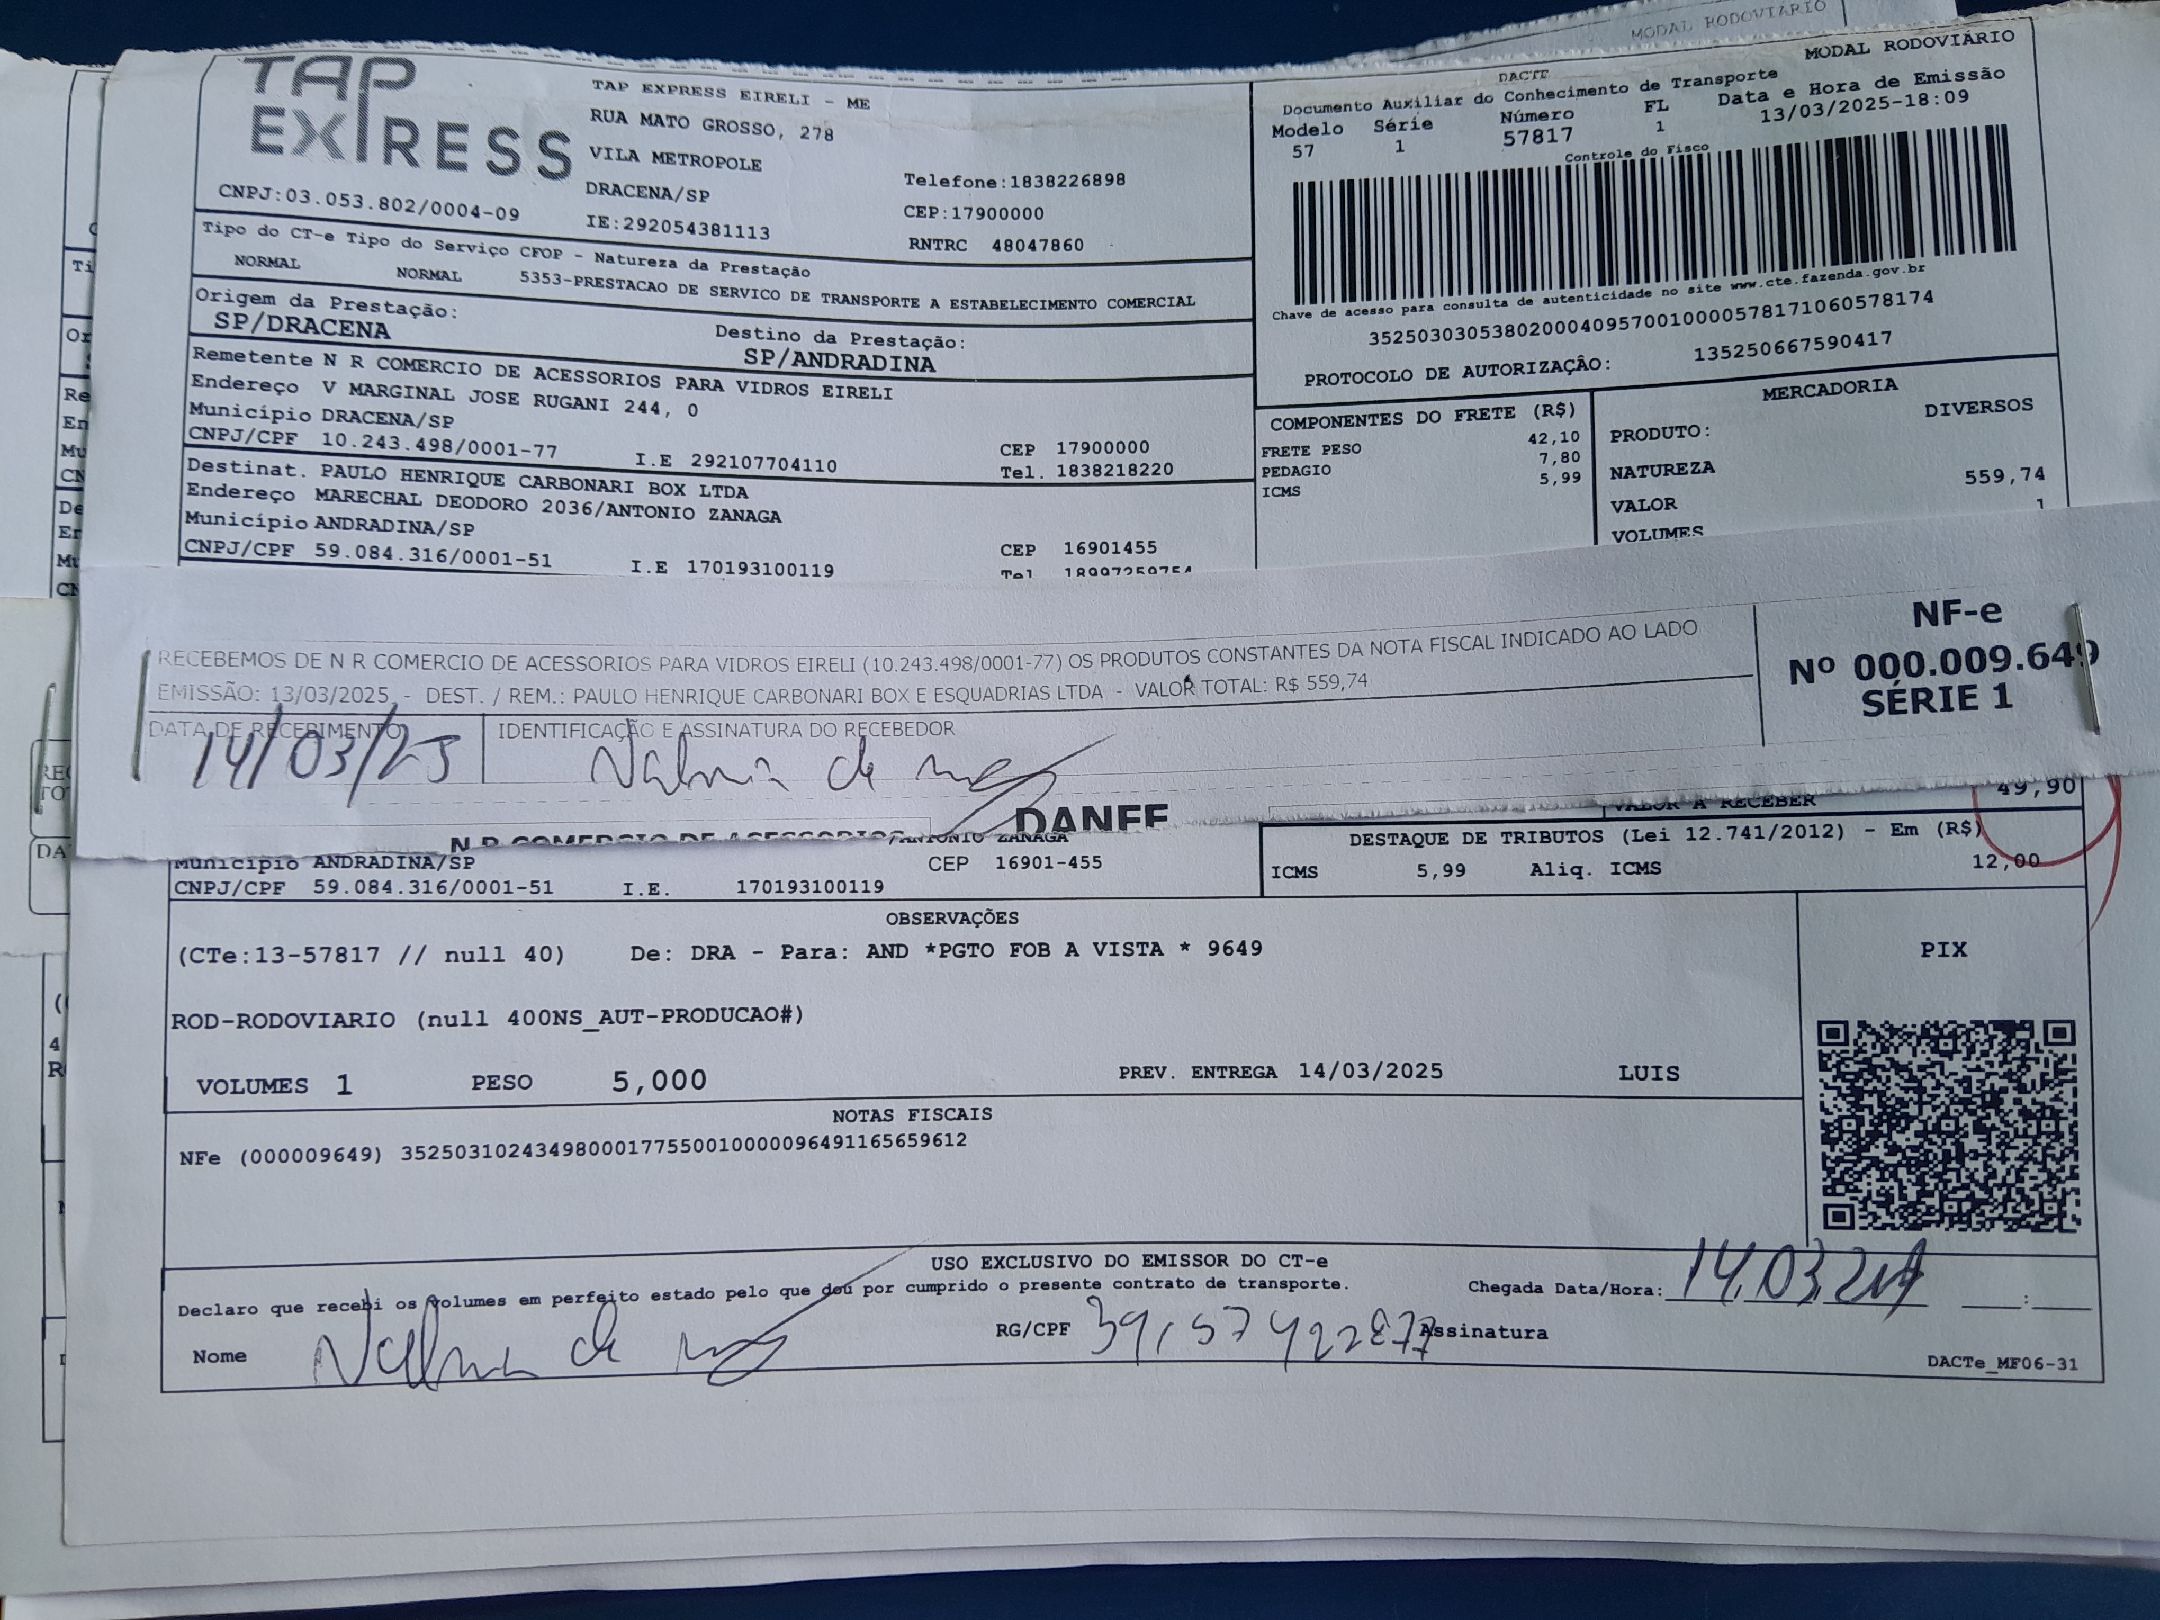 MODAL RODOVIÁRIO
TAP EXPRESS
TAP EXPRESS EIRELI - ME
RUA MATO GROSSO, 278
VILA METROPOLE
DRACENA/SP
IE:292054381113
Telefone:1838226898
CEP:17900000
RNTRC 48047860
CNPJ:03.053.802/0004-09
MODAL RODOVIÁRIO
DACTE
Documento Auxiliar do Conhecimento de Transporte
Modelo Série Número FL Data e Hora de Emissão
57 1 57817 1 13/03/2025-18:09
Controle do Fisco
Chave de acesso para consulta de autenticidade no site www.cte.fazenda.gov.br
35250303053802000409570010000578171060578174
PROTOCOLO DE AUTORIZAÇÃO: 135250667590417
Tipo do CT-e Tipo do Serviço CFOP - Natureza da Prestação
NORMAL NORMAL 5353-PRESTACAO DE SERVICO DE TRANSPORTE A ESTABELECIMENTO COMERCIAL
Origem da Prestação: Destino da Prestação:
SP/DRACENA SP/ANDRADINA
Remetente N R COMERCIO DE ACESSORIOS PARA VIDROS EIRELI
Endereço V MARGINAL JOSE RUGANI 244, 0
Município DRACENA/SP CEP 17900000
CNPJ/CPF 10.243.498/0001-77 I.E 292107704110 Tel. 1838218220
Destinat. PAULO HENRIQUE CARBONARI BOX LTDA
Endereço MARECHAL DEODORO 2036/ANTONIO ZANAGA
Município ANDRADINA/SP CEP 16901455
CNPJ/CPF 59.084.316/0001-51 I.E 170193100119 Tel 18997259754
COMPONENTES DO FRETE (R$)
FRETE PESO 42,10
PEDAGIO 7,80
ICMS 5,99
MERCADORIA
PRODUTO: DIVERSOS
NATUREZA
VALOR 559,74
VOLUMES 1
RECEBEMOS DE N R COMERCIO DE ACESSORIOS PARA VIDROS EIRELI (10.243.498/0001-77) OS PRODUTOS CONSTANTES DA NOTA FISCAL INDICADO AO LADO
EMISSÃO: 13/03/2025, - DEST. / REM.: PAULO HENRIQUE CARBONARI BOX E ESQUADRIAS LTDA - VALOR TOTAL: R$ 559,74
DATA DE RECEBIMENTO IDENTIFICAÇÃO E ASSINATURA DO RECEBEDOR
14/03/25
NF-e
Nº 000.009.649
SÉRIE 1
DANFE
N R COMERCIO DE ACESSORIOS
/ANTONIO ZANAGA
VALOR A RECEBER 49,90
Município ANDRADINA/SP CEP 16901-455
CNPJ/CPF 59.084.316/0001-51 I.E. 170193100119
DESTAQUE DE TRIBUTOS (Lei 12.741/2012) - Em (R$)
ICMS 5,99 Aliq. ICMS 12,00
OBSERVAÇÕES
(CTe:13-57817 // null 40) De: DRA - Para: AND *PGTO FOB A VISTA * 9649
ROD-RODOVIARIO (null 400NS_AUT-PRODUCAO#)
VOLUMES 1 PESO 5,000 PREV. ENTREGA 14/03/2025 LUIS
PIX
NOTAS FISCAIS
NFe (000009649) 35250310243498000177550010000096491165659612
USO EXCLUSIVO DO EMISSOR DO CT-e
Declaro que recebi os volumes em perfeito estado pelo que dou por cumprido o presente contrato de transporte.
Chegada Data/Hora: 14.03 :
Nome RG/CPF Assinatura
DACTe_MF06-31